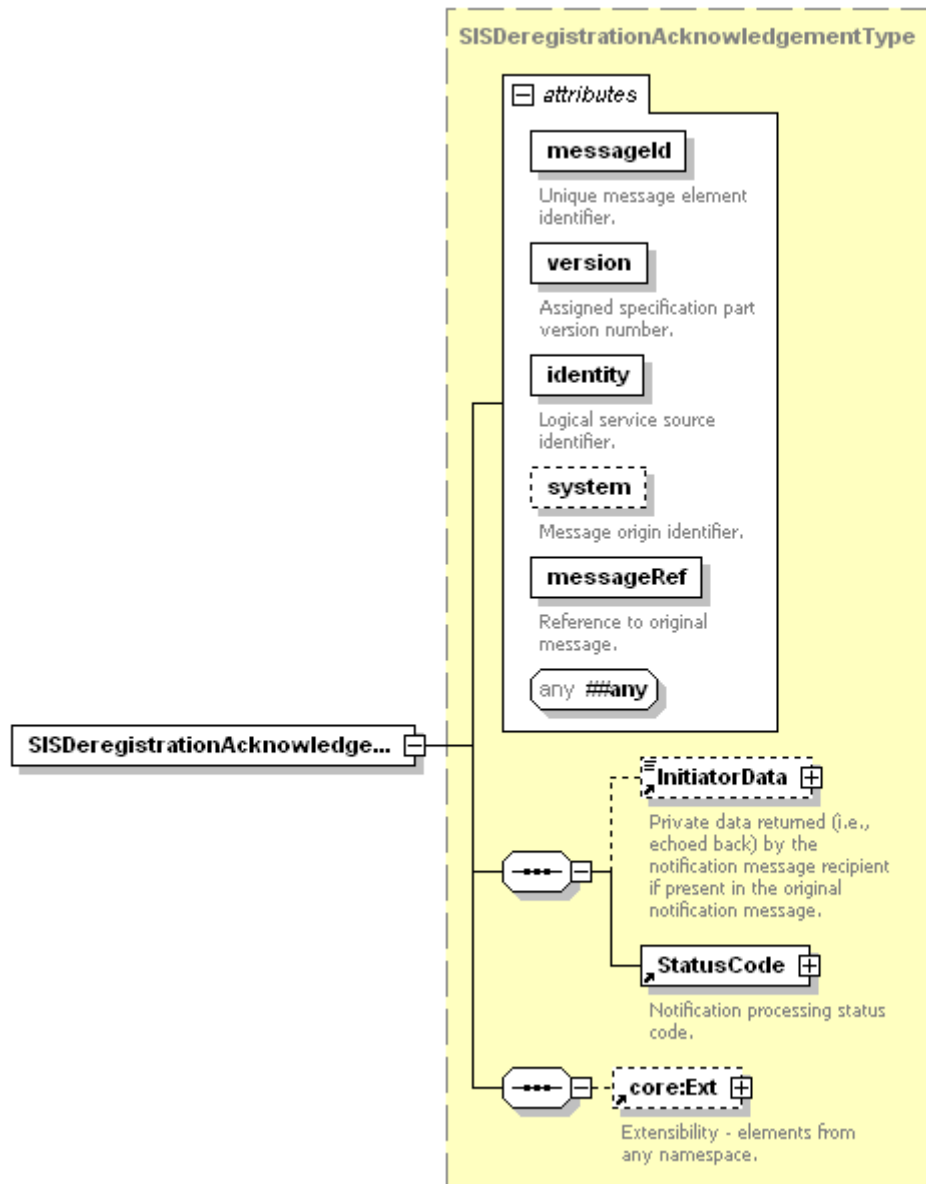 SISDeregistrationAcknowledgementType
attributes
messageId
Unique message element
identifier.
version
Assigned specification part
version number.
identity
Logical service source
identifier.
system
Message origin identifier.
messageRef
Reference to original
message.
any ##any
SISDeregistrationAcknowledge...
InitiatorData
Private data returned (i.e.,
echoed back) by the
notification message recipient
if present in the original
notification message.
StatusCode
Notification processing status
code.
core:Ext
Extensibility - elements from
any namespace.